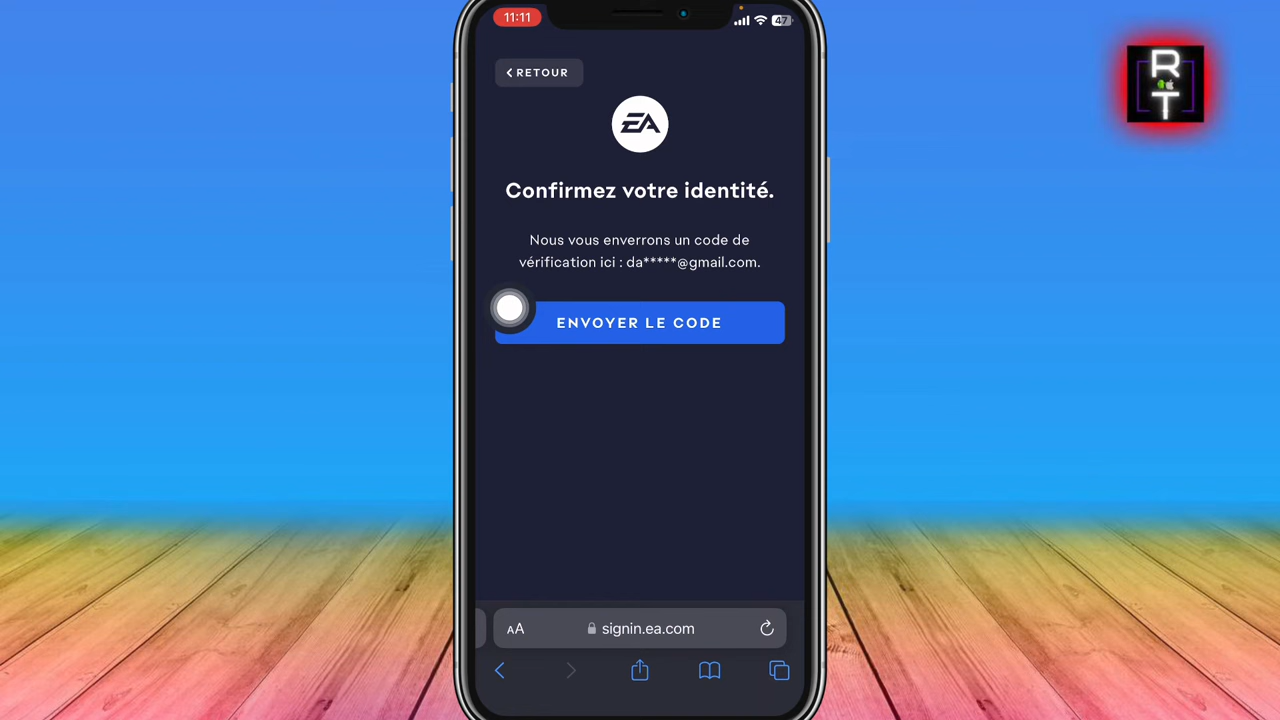 11:11
47
RETOUR
EA
Confirmez votre identité.
Nous vous enverrons un code de
vérification ici : da*****@gmail.com.
ENVOYER LE CODE
AA
signin.ea.com
R
T